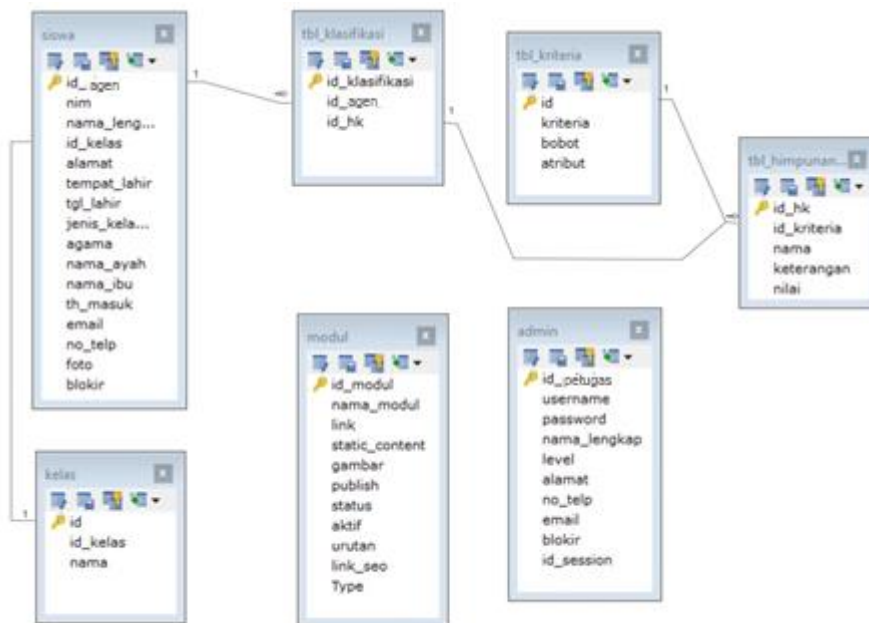 siswa
id_agen
nim
nama_leng...
id_kelas
alamat
tempat_lahir
tgl_lahir
jenis_kela...
agama
nama_ayah
nama_ibu
th_masuk
email
no_telp
foto
blokir
1
tbl_klasifikasi
id_klasifikasi
id_agen
id_hk
1
tbl_kriteria
id
kriteria
bobot
atribut
1
tbl_himpunan...
id_hk
id_kriteria
nama
keterangan
nilai
kelas
id
id_kelas
nama
1
modul
id_modul
nama_modul
link
static_content
gambar
publish
status
aktif
urutan
link_seo
Type
admin
id_petugas
username
password
nama_lengkap
level
alamat
no_telp
email
blokir
id_session